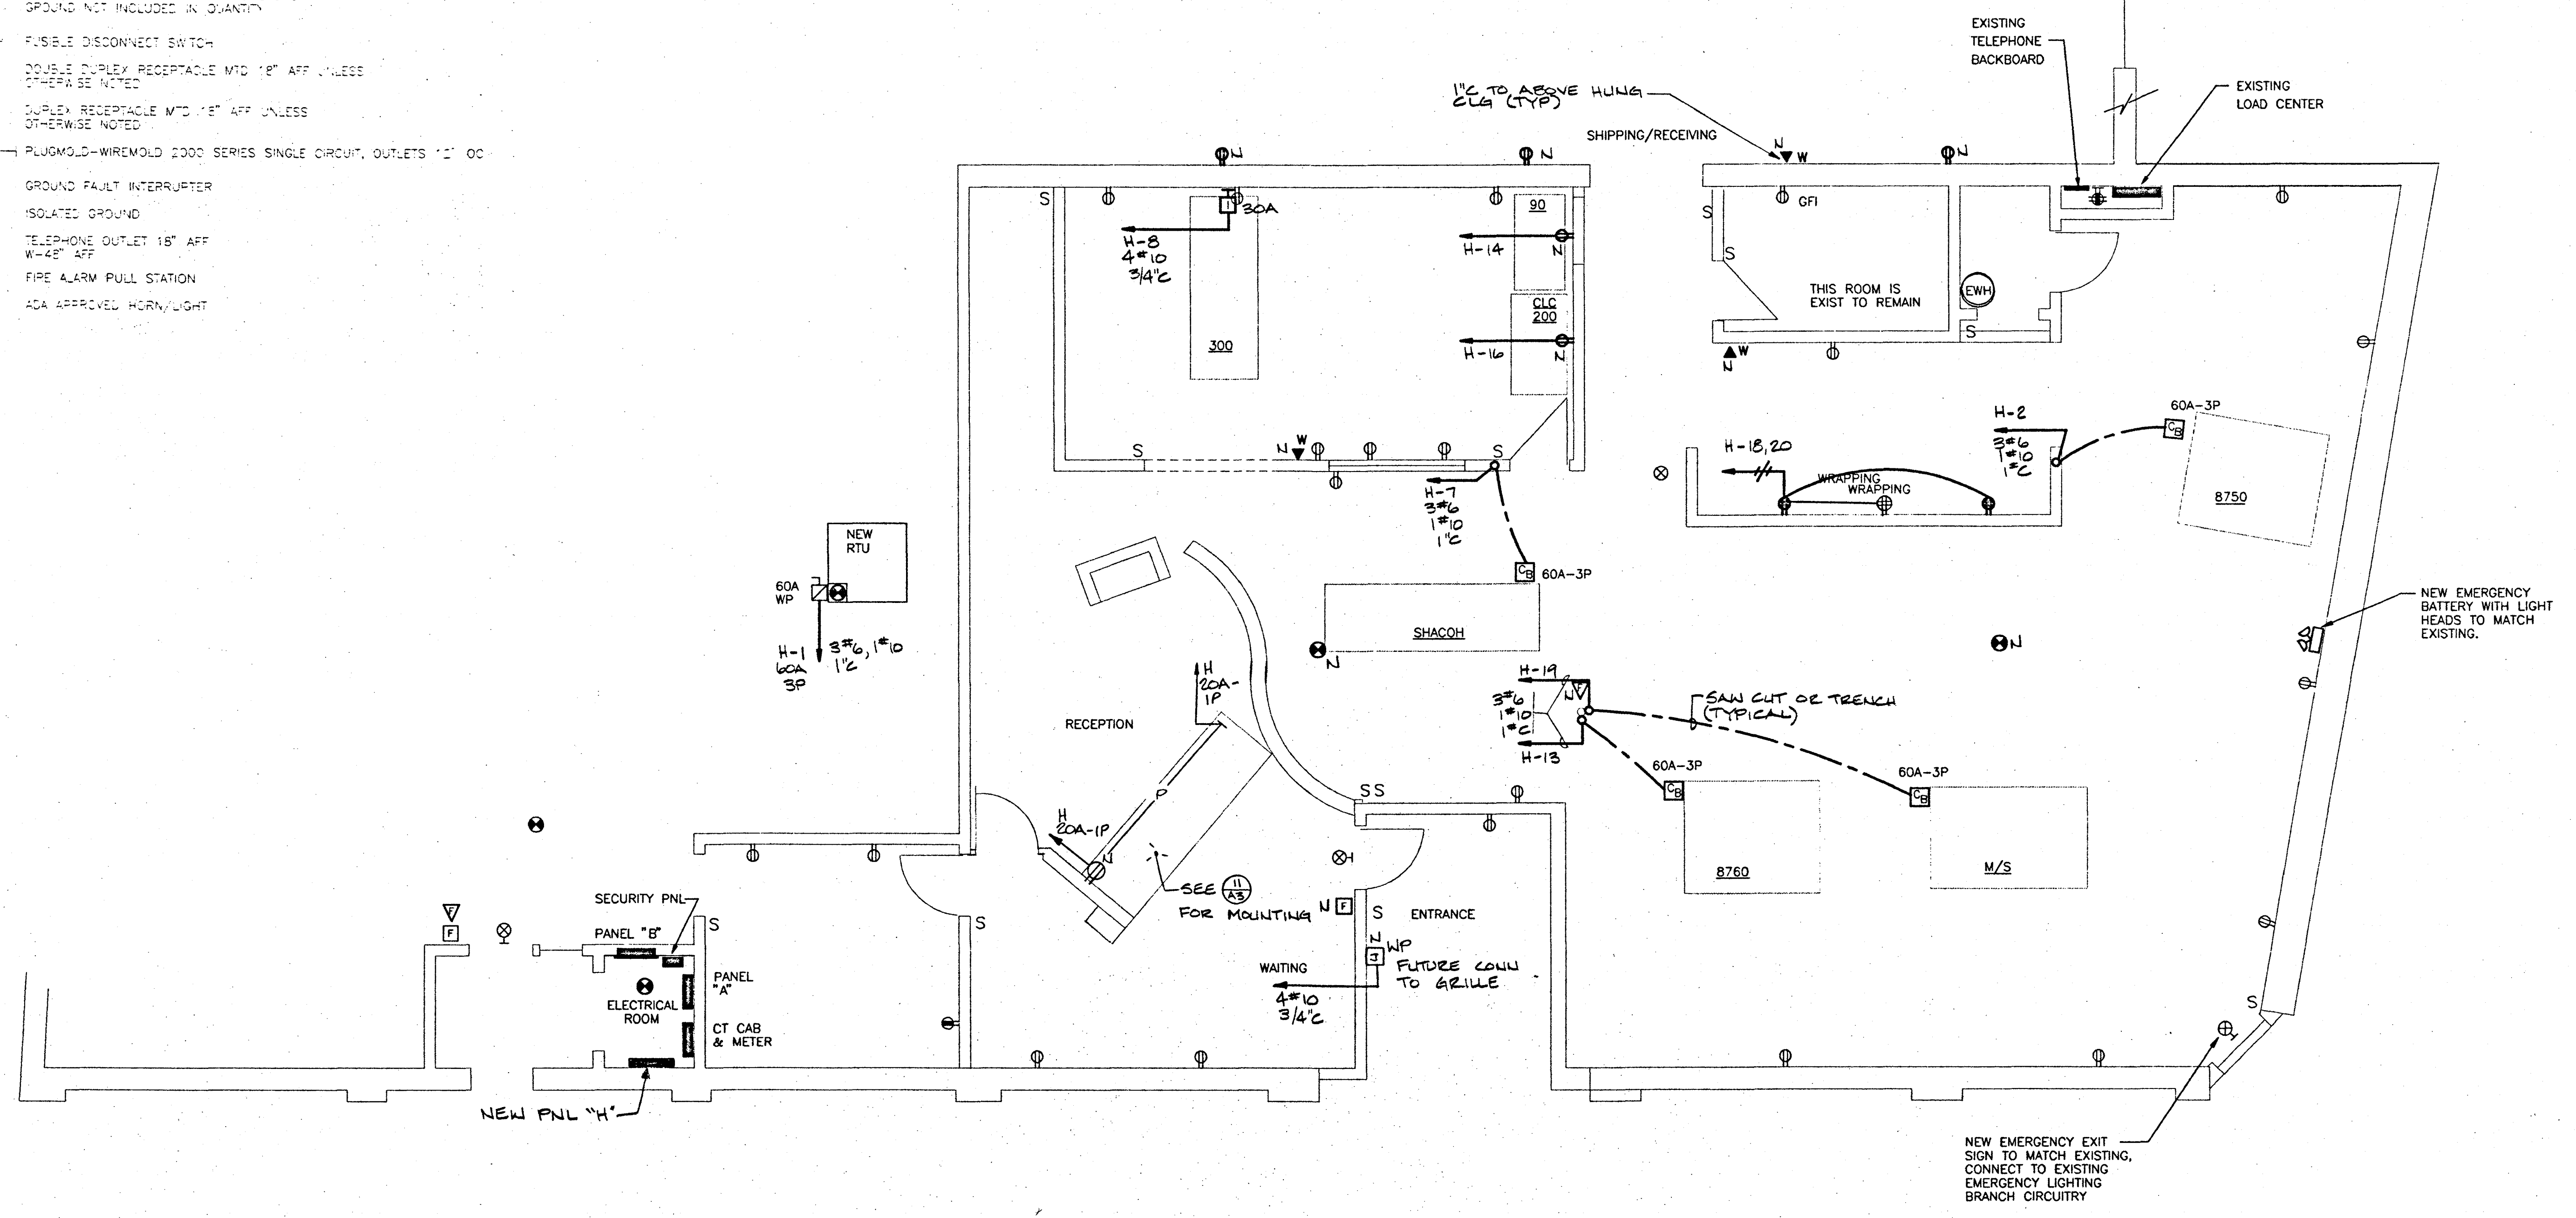 GROUND NOT INCLUDED IN QUANTITY
FUSIBLE DISCONNECT SWITCH
DOUBLE DUPLEX RECEPTACLE MTD 18" AFF UNLESS
OTHERWISE NOTED
DUPLEX RECEPTACLE MTD 18" AFF UNLESS
OTHERWISE NOTED
PLUGMOLD-WIREMOLD 2000 SERIES SINGLE CIRCUIT, OUTLETS 12" OC
GROUND FAULT INTERRUPTER
ISOLATED GROUND
TELEPHONE OUTLET 18" AFF
W-48" AFF
FIRE ALARM PULL STATION
ADA APPROVED HORN/LIGHT
EXISTING
TELEPHONE
BACKBOARD
EXISTING
LOAD CENTER
1"C TO ABOVE HUNG
CLG (TYP)
SHIPPING/RECEIVING
N
N
N
W
N
S
30A
H-8
4#10
3/4"C
300
90
H-14
N
CLC
200
H-16
N
S
S
GFI
THIS ROOM IS
EXIST TO REMAIN
EWH
S
W
N
S
N
W
S
H-7
3#6
1#10
1"C
CB
60A-3P
SHACOH
N
H-18,20
WRAPPING
WRAPPING
H-2
3#6
1#10
1"C
60A-3P
CB
8750
NEW
RTU
60A
WP
H-1
60A
3P
3#6, 1#10
1"C
NEW EMERGENCY
BATTERY WITH LIGHT
HEADS TO MATCH
EXISTING.
N
H
20A-
1P
RECEPTION
P
H
20A-1P
N
SEE 11
A3
FOR MOUNTING
H-19
3#6
1#10
1"C
N F
H-13
SAW CUT OR TRENCH
(TYPICAL)
60A-3P
CB
8760
60A-3P
CB
M/S
S S
N F
S
ENTRANCE
N
J
WP
FUTURE CONN
TO GRILLE
WAITING
4#10
3/4"C
F
F
SECURITY PNL
PANEL "B"
S
S
PANEL
"A"
ELECTRICAL
ROOM
CT CAB
& METER
NEW PNL "H"
S
NEW EMERGENCY EXIT
SIGN TO MATCH EXISTING,
CONNECT TO EXISTING
EMERGENCY LIGHTING
BRANCH CIRCUITRY